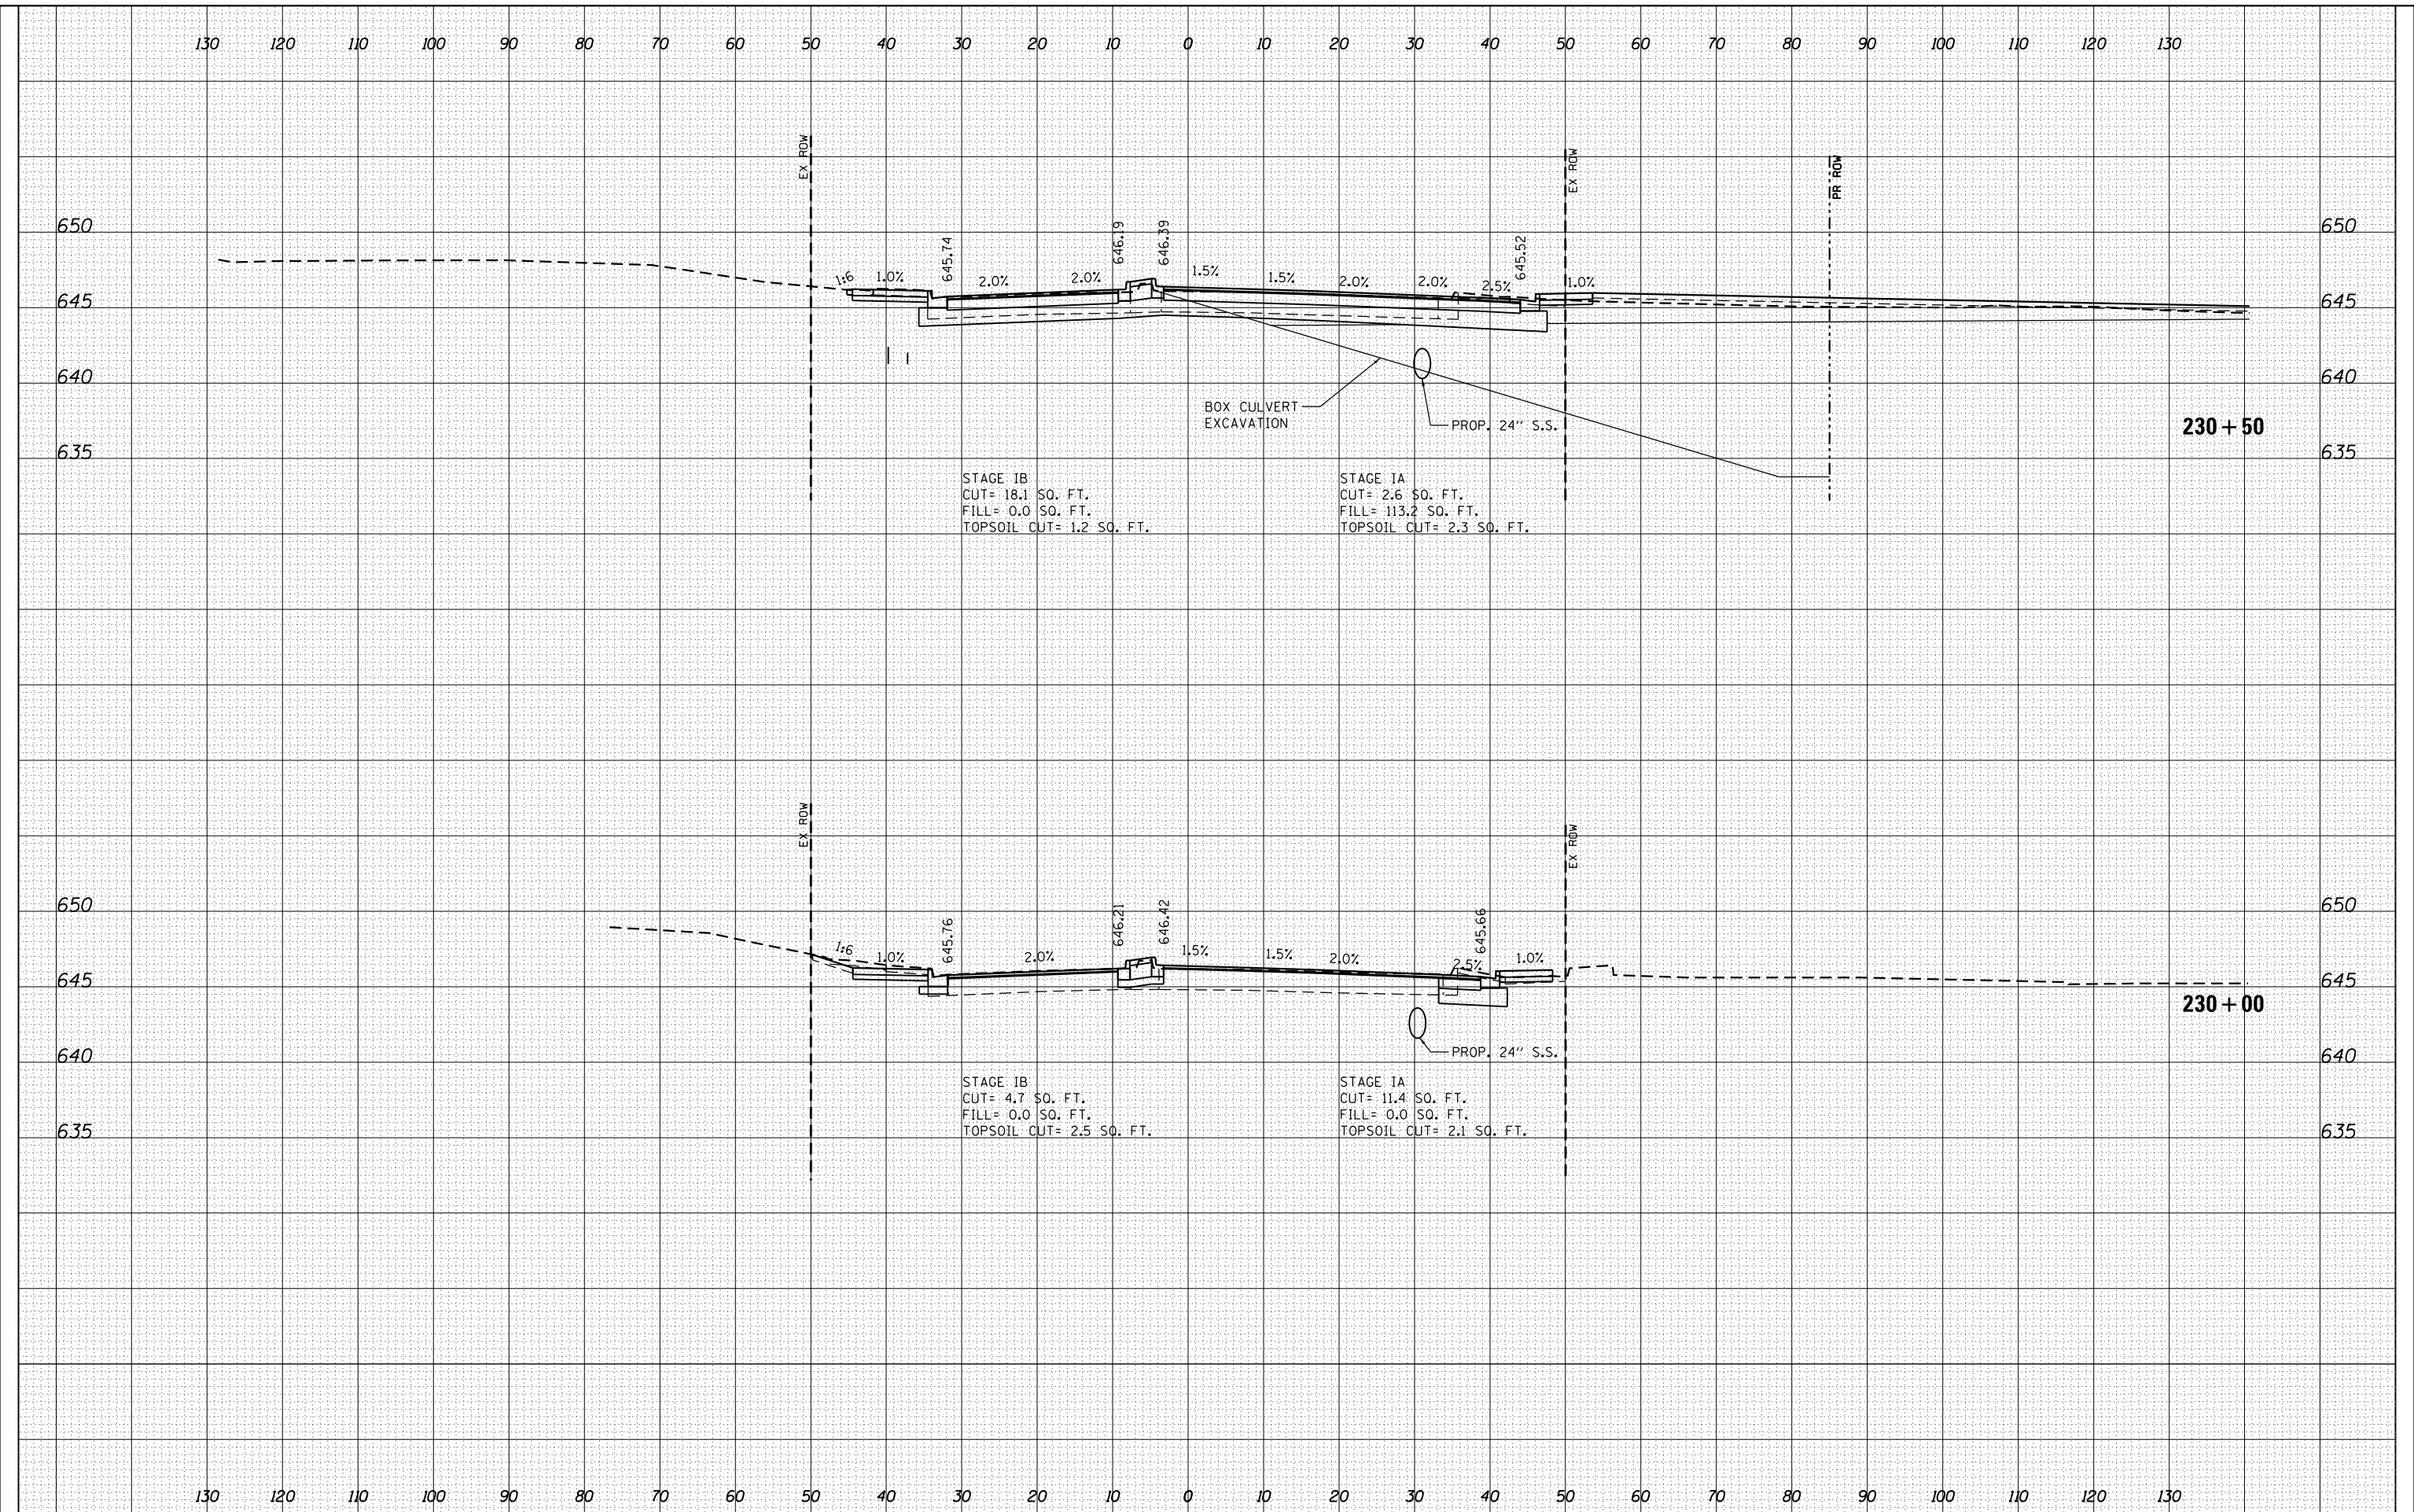 130 120 110 100 90 80 70 60 50 40 30 20 10 0 10 20 30 40 50 60 70 80 90 100 110 120 130
EX ROW
EX ROW
PR ROW
650 650
645.74
646.19
646.39
645.52
1:6 1.0% 2.0% 2.0% 1.5% 1.5% 2.0% 2.0% 2.5% 1.0%
645 645
640 640
BOX CULVERT
EXCAVATION
PROP. 24" S.S.
230+50
635 635
STAGE IB
CUT= 18.1 SQ. FT.
FILL= 0.0 SQ. FT.
TOPSOIL CUT= 1.2 SQ. FT.
STAGE IA
CUT= 2.6 SQ. FT.
FILL= 113.2 SQ. FT.
TOPSOIL CUT= 2.3 SQ. FT.
EX ROW
EX ROW
650 650
645.76
646.21
646.42
645.66
1:6 1.0% 2.0% 1.5% 1.5% 2.0% 2.5% 1.0%
645 645
230+00
640 640
PROP. 24" S.S.
STAGE IB
CUT= 4.7 SQ. FT.
FILL= 0.0 SQ. FT.
TOPSOIL CUT= 2.5 SQ. FT.
STAGE IA
CUT= 11.4 SQ. FT.
FILL= 0.0 SQ. FT.
TOPSOIL CUT= 2.1 SQ. FT.
635 635
130 120 110 100 90 80 70 60 50 40 30 20 10 0 10 20 30 40 50 60 70 80 90 100 110 120 130